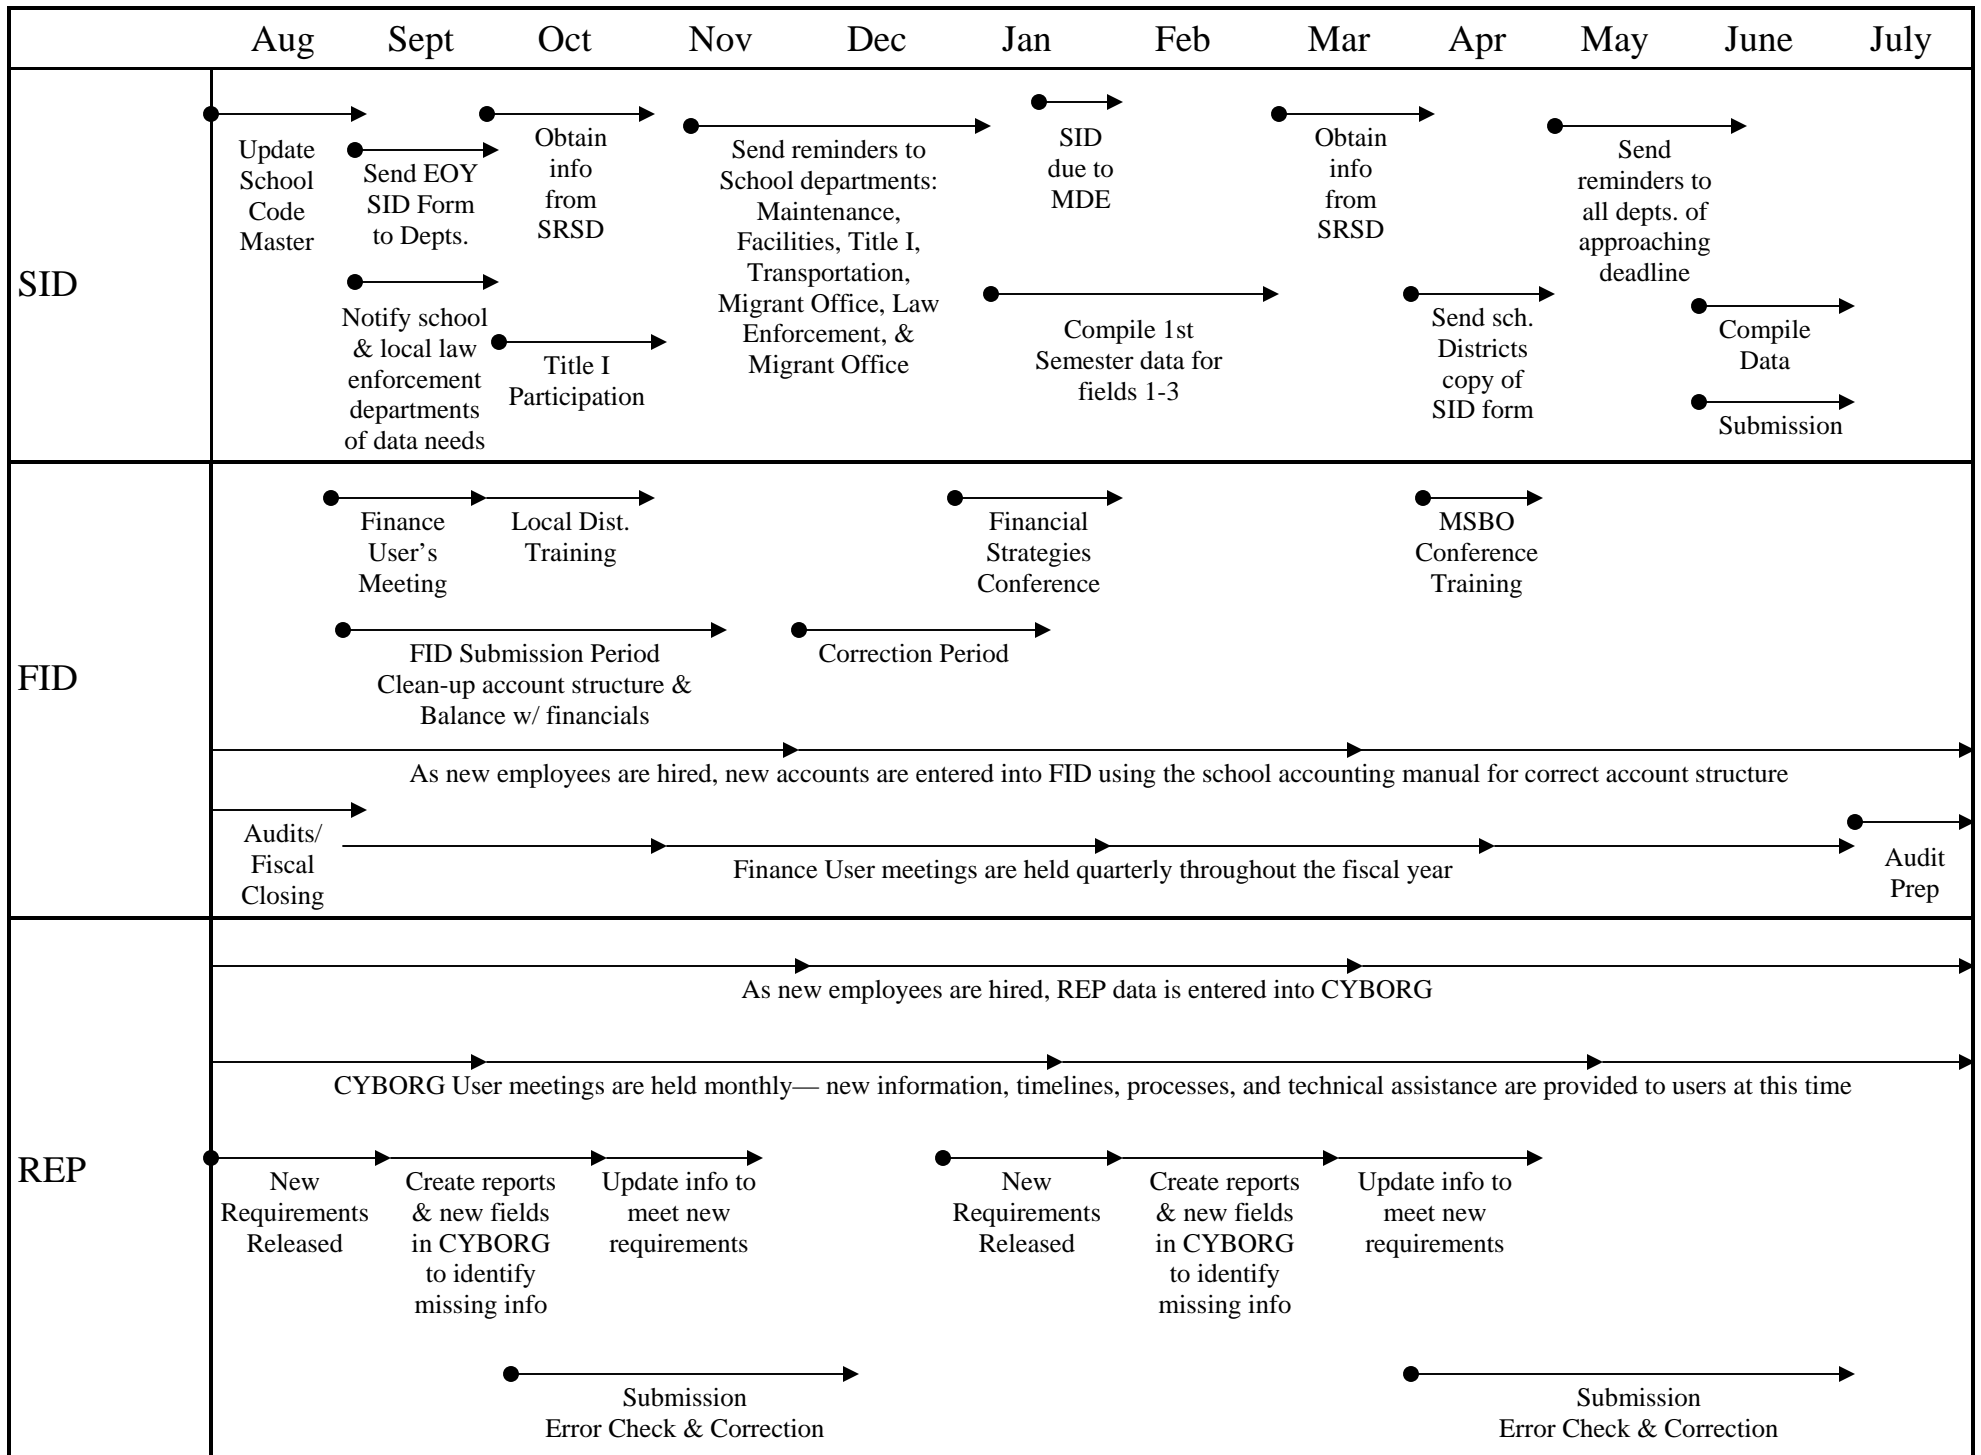 Aug Sept Oct Nov Dec Jan Feb Mar Apr May June July
SID
Update
School
Code
Master
Send EOY
SID Form
to Depts.
Notify school
& local law
enforcement
departments
of data needs
Obtain
info
from
SRSD
Title I
Participation
Send reminders to
School departments:
Maintenance,
Facilities, Title I,
Transportation,
Migrant Office, Law
Enforcement, &
Migrant Office
SID
due to
MDE
Compile 1st
Semester data for
fields 1-3
Obtain
info
from
SRSD
Send sch.
Districts
copy of
SID form
Send
reminders to
all depts. of
approaching
deadline
Compile
Data
Submission
FID
Finance
User’s
Meeting
Local Dist.
Training
Financial
Strategies
Conference
MSBO
Conference
Training
FID Submission Period
Clean-up account structure &
Balance w/ financials
Correction Period
As new employees are hired, new accounts are entered into FID using the school accounting manual for correct account structure
Audits/
Fiscal
Closing
Finance User meetings are held quarterly throughout the fiscal year
Audit
Prep
REP
As new employees are hired, REP data is entered into CYBORG
CYBORG User meetings are held monthly— new information, timelines, processes, and technical assistance are provided to users at this time
New
Requirements
Released
Create reports
& new fields
in CYBORG
to identify
missing info
Update info to
meet new
requirements
New
Requirements
Released
Create reports
& new fields
in CYBORG
to identify
missing info
Update info to
meet new
requirements
Submission
Error Check & Correction
Submission
Error Check & Correction